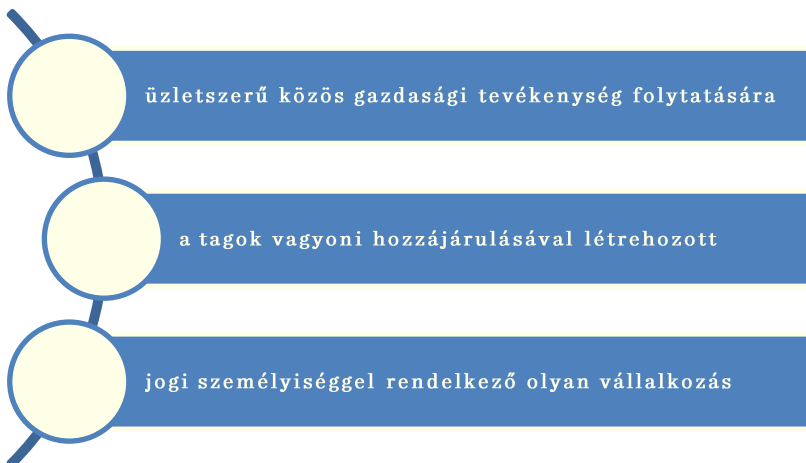 üzletszerű közös gazdasági tevékenység folytatására
a tagok vagyoni hozzájárulásával létrehozott
jogi személyiséggel rendelkező olyan vállalkozás